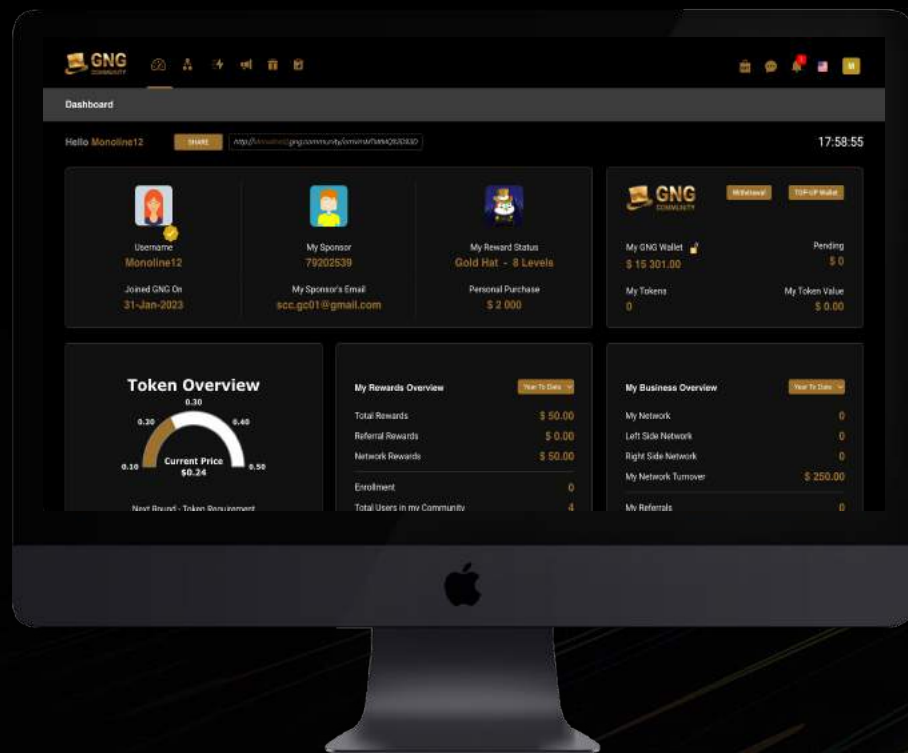 GNG
COMMUNITY
1
M
Dashboard
Hello Monoline12
SHARE
17:58:55
Username
Monoline12
Joined GNG On
31-Jan-2023
My Sponsor
79202539
My Sponsor's Email
scc.gc01@gmail.com
My Reward Status
Gold Hat - 8 Levels
Personal Purchase
$ 2 000
GNG
COMMUNITY
Withdrawal
TOP-UP Wallet
My GNG Wallet
$ 15 301.00
Pending
$ 0
My Tokens
0
My Token Value
$ 0.00
Token Overview
0.10
0.20
0.30
0.40
0.50
Current Price
$0.24
Next Round - Token Requirement
My Rewards Overview
Year To Date
Total Rewards $ 50.00
Referral Rewards $ 0.00
Network Rewards $ 50.00
Enrollment 0
Total Users in my Community 4
My Business Overview
Year To Date
My Network 0
Left Side Network 0
Right Side Network 0
My Network Turnover $ 250.00
My Referrals 0